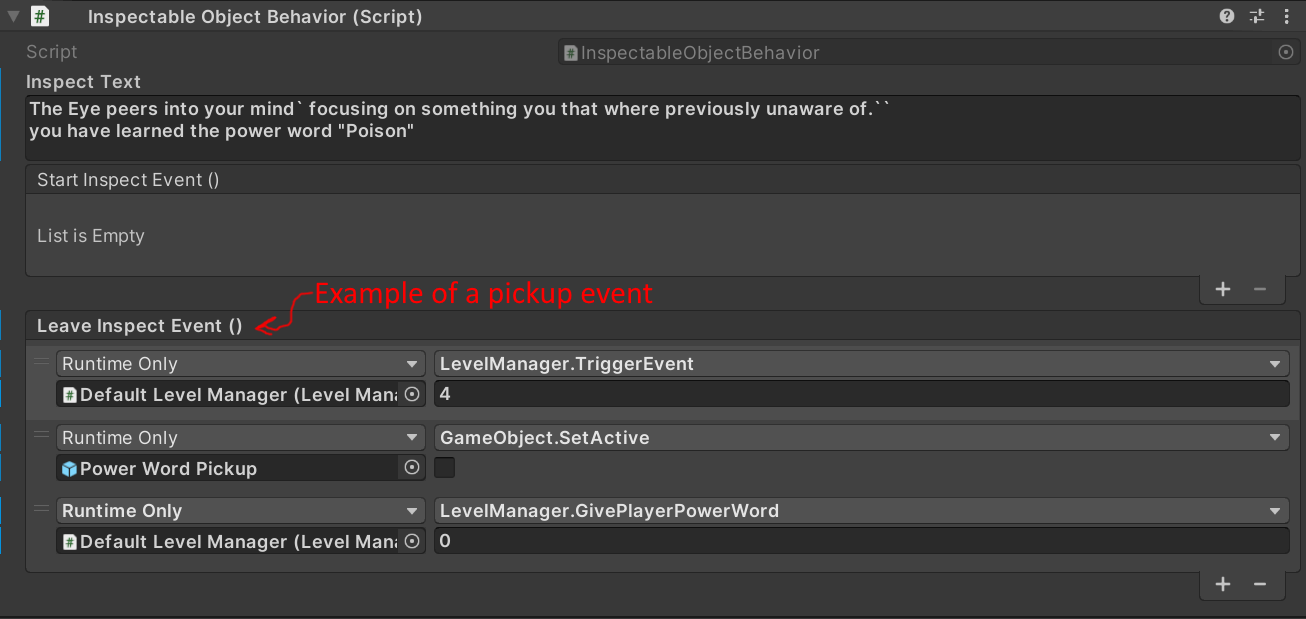 # Inspectable Object Behavior (Script)
Script #InspectableObjectBehavior
Inspect Text
The Eye peers into your mind` focusing on something you that where previously unaware of.``
you have learned the power word "Poison"
Start Inspect Event ()
List is Empty
+ −
Example of a pickup event
Leave Inspect Event ()
Runtime Only LevelManager.TriggerEvent
# Default Level Manager (Level Mana 4
Runtime Only GameObject.SetActive
Power Word Pickup
Runtime Only LevelManager.GivePlayerPowerWord
# Default Level Manager (Level Mana 0
+ −